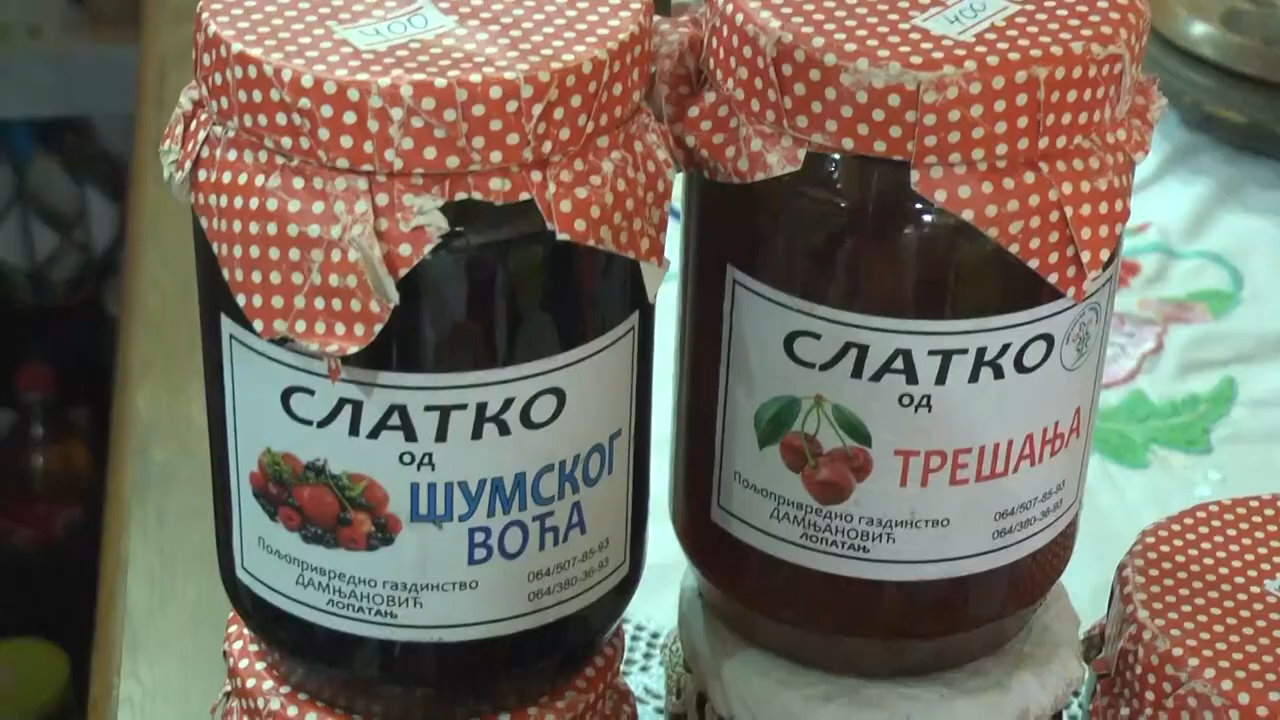 400
СЛАТКО
од
ШУМСКОГ
ВОЋА
Пољопривредно газдинство
ДАМЊАНОВИЋ
ЛОПАТАЊ
064/507-85-93
064/380-36-93
400
СЛАТКО
од
ТРЕШАЊА
Пољопривредно газдинство
ДАМЊАНОВИЋ
ЛОПАТАЊ
064/507-85-93
064/380-36-93